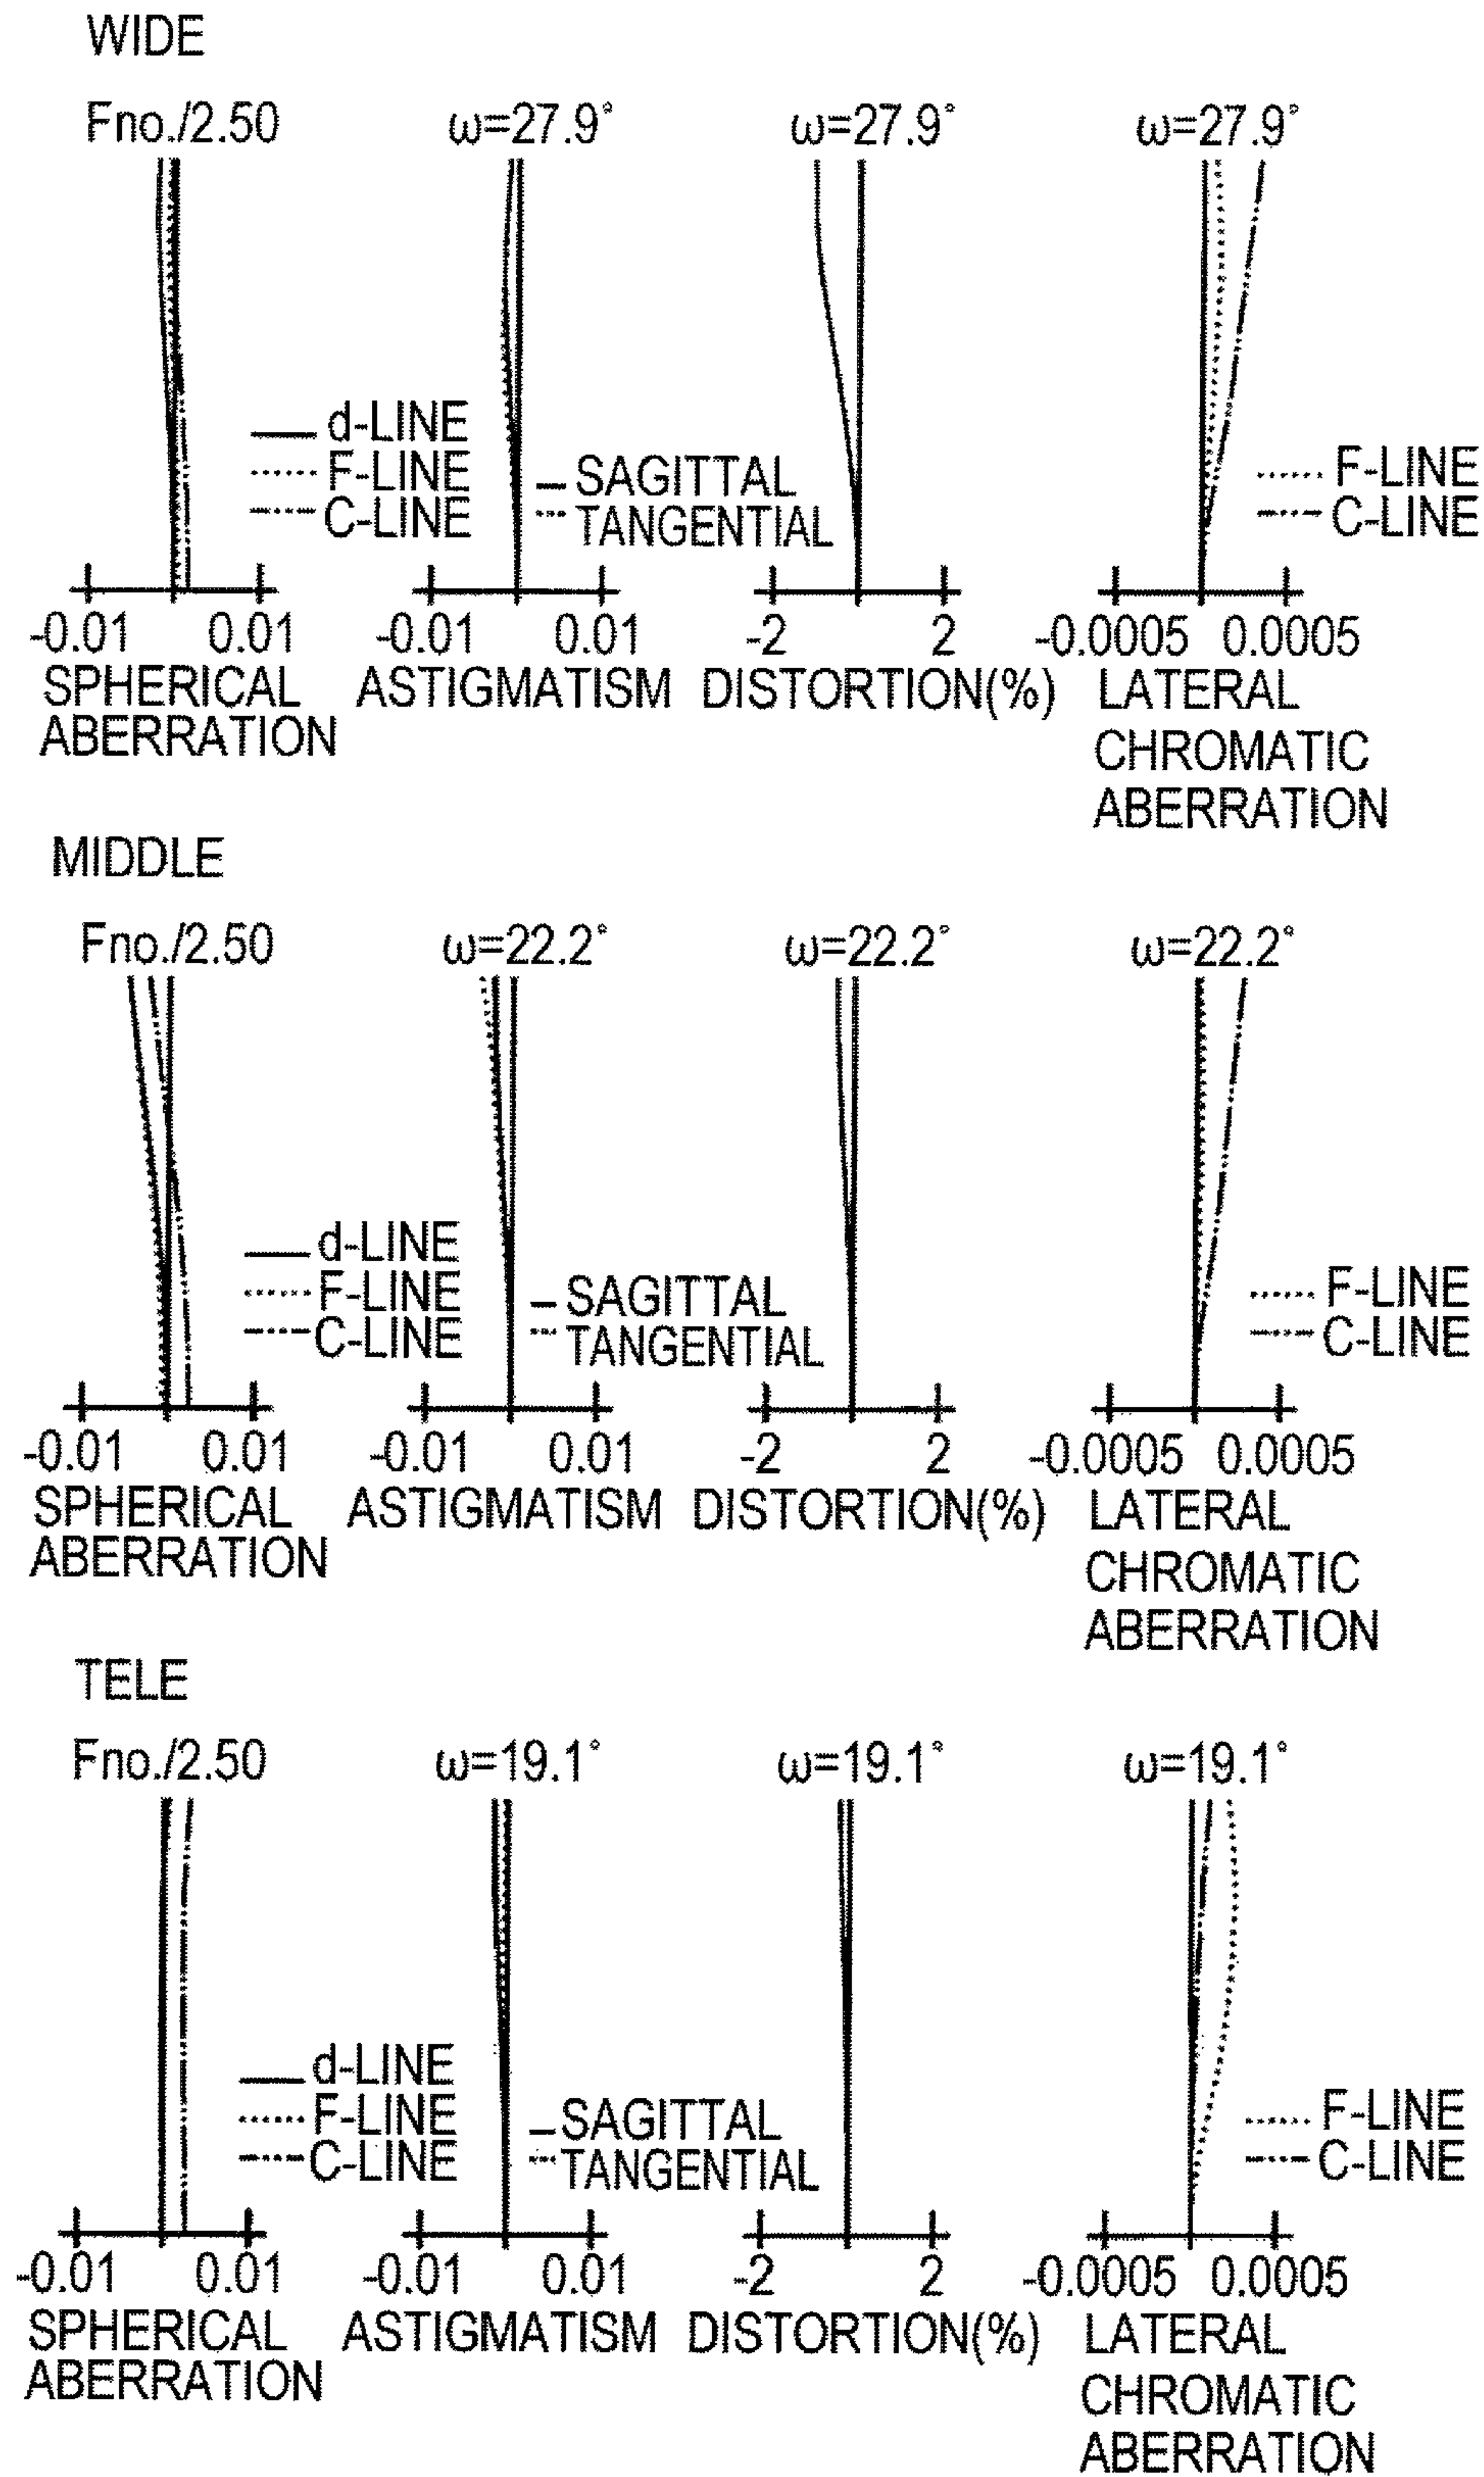 WIDE
Fno./2.50 ω=27.9° ω=27.9° ω=27.9°
d-LINE
F-LINE
C-LINE
SAGITTAL
TANGENTIAL
F-LINE
C-LINE
-0.01 0.01 -0.01 0.01 -2 2 -0.0005 0.0005
SPHERICAL
ABERRATION
ASTIGMATISM
DISTORTION(%)
LATERAL
CHROMATIC
ABERRATION
MIDDLE
Fno./2.50 ω=22.2° ω=22.2° ω=22.2°
d-LINE
F-LINE
C-LINE
SAGITTAL
TANGENTIAL
F-LINE
C-LINE
-0.01 0.01 -0.01 0.01 -2 2 -0.0005 0.0005
SPHERICAL
ABERRATION
ASTIGMATISM
DISTORTION(%)
LATERAL
CHROMATIC
ABERRATION
TELE
Fno./2.50 ω=19.1° ω=19.1° ω=19.1°
d-LINE
F-LINE
C-LINE
SAGITTAL
TANGENTIAL
F-LINE
C-LINE
-0.01 0.01 -0.01 0.01 -2 2 -0.0005 0.0005
SPHERICAL
ABERRATION
ASTIGMATISM
DISTORTION(%)
LATERAL
CHROMATIC
ABERRATION